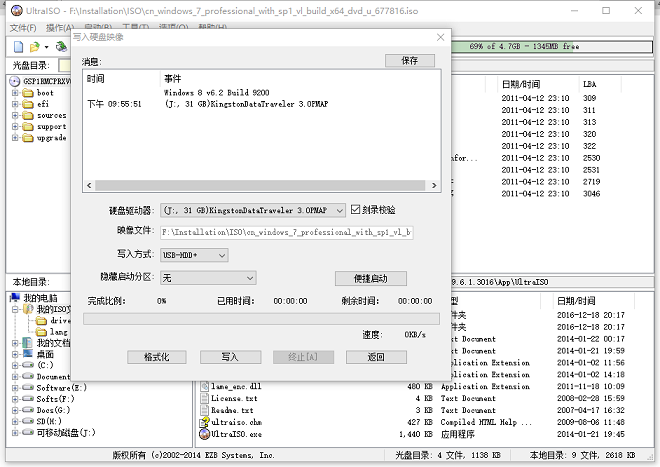 UltraISO - F:\Installation\ISO\cn_windows_7_professional_with_sp1_vl_build_x64_dvd_u_677816.iso
文件(F) 操作(A) 启动(B) 工具(T) 选项(O) 帮助(H)
69% of 4.7GB - 1345MB free
光盘目录:
写入硬盘映像
消息:
保存
时间 事件
Windows 8 v6.2 Build 9200
下午 09:55:51 (J:, 31 GB)KingstonDataTraveler 3.0PMAP
硬盘驱动器: (J:, 31 GB)KingstonDataTraveler 3.0PMAP 刻录校验
映像文件: F:\Installation\ISO\cn_windows_7_professional_with_sp1_vl_b
写入方式: USB-HDD+
隐藏启动分区: 无 便捷启动
完成比例: 0% 已用时间: 00:00:00 剩余时间: 00:00:00
速度: 0KB/s
格式化 写入 终止[A] 返回
GSP1RMCPRXV
boot
efi
sources
support
upgrade
日期/时间 LBA
2011-04-12 23:10 309
2011-04-12 23:10 311
2011-04-12 23:10 313
2011-04-12 23:10 320
2011-04-12 23:10 322
nfor... 2011-04-12 23:10 2530
2011-04-12 23:10 2531
2011-04-12 23:10 2719
2011-04-12 23:10 3046
本地目录:
9.6.1.3016\App\UltraISO
我的电脑
我的ISO
drive
lang
我的文档
桌面
(C:)
Document
Software(E:)
Softs(F:)
Docs(G:)
SD(H:)
可移动磁盘(J:)
型 日期/时间
件夹 2016-12-18 20:17
件夹 2016-12-18 20:17
Text Document 2014-01-22 00:17
Text Document 2014-01-21 19:59
Application Extension 2014-01-02 11:56
Application Extension 2014-01-02 14:18
lame_enc.dll 480 KB Application Extension 2011-11-18 10:09
License.txt 4 KB Text Document 2008-02-28 11:58
Readme.txt 3 KB Text Document 2007-04-17 16:32
ultraiso.chm 427 KB Compiled HTML Help ... 2009-09-06 11:48
UltraISO.exe 1,440 KB 应用程序 2014-01-21 19:45
版权所有 (c)2002-2014 EZB Systems, Inc.
光盘目录: 4 文件, 1138 KB
本地目录: 9 文件, 2618 KB